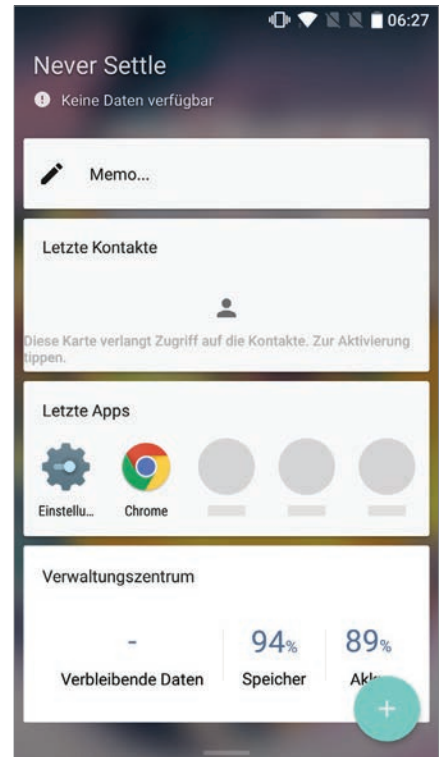 06:27
Never Settle
Keine Daten verfügbar
Memo...
Letzte Kontakte
Diese Karte verlangt Zugriff auf die Kontakte. Zur Aktivierung
tippen.
Letzte Apps
Einstellu... Chrome
Verwaltungszentrum
- 94% 89%
Verbleibende Daten Speicher